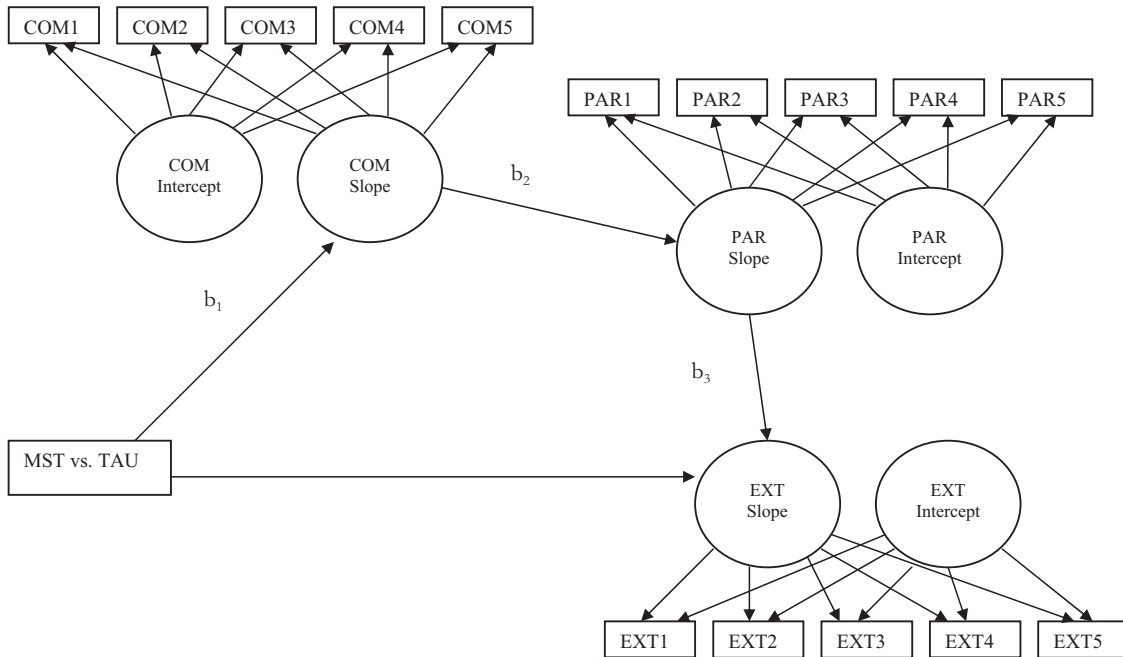 COM1 COM2 COM3 COM4 COM5
PAR1 PAR2 PAR3 PAR4 PAR5
COM
Intercept
COM
Slope
b₂
PAR
Slope
PAR
Intercept
b₁
b₃
MST vs. TAU
EXT
Slope
EXT
Intercept
EXT1 EXT2 EXT3 EXT4 EXT5